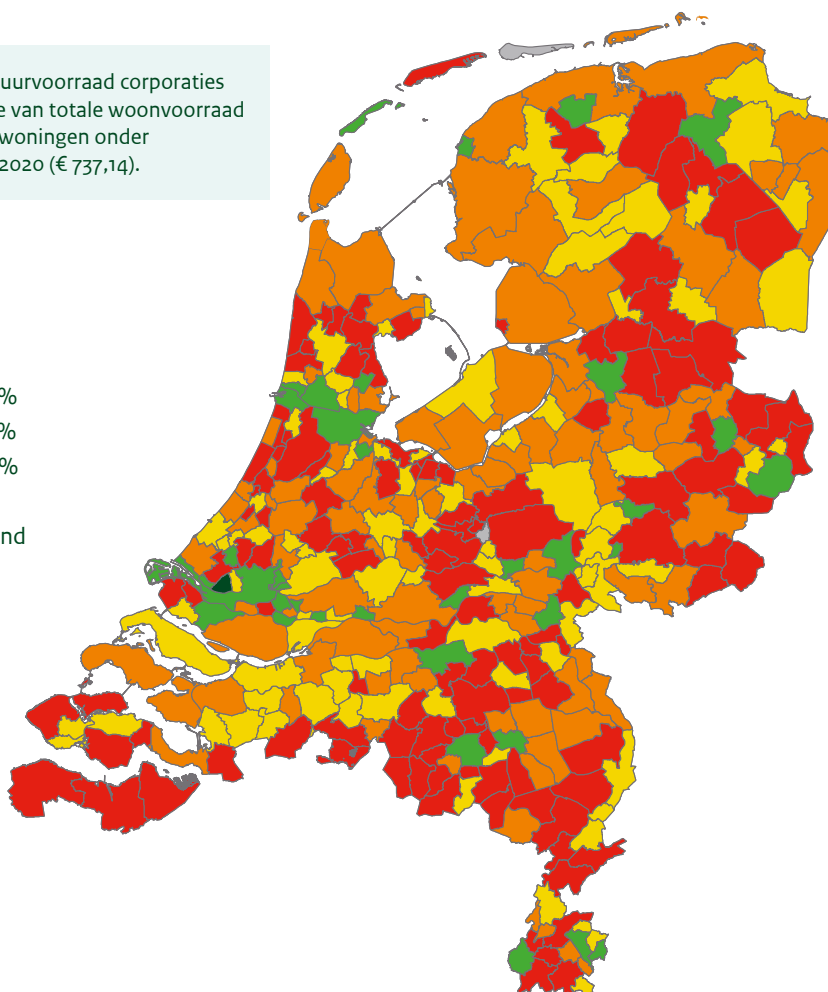 uurvoorraad corporaties
e van totale woonvoorraad
woningen onder
2020 (€ 737,14).
%
%
%
nd